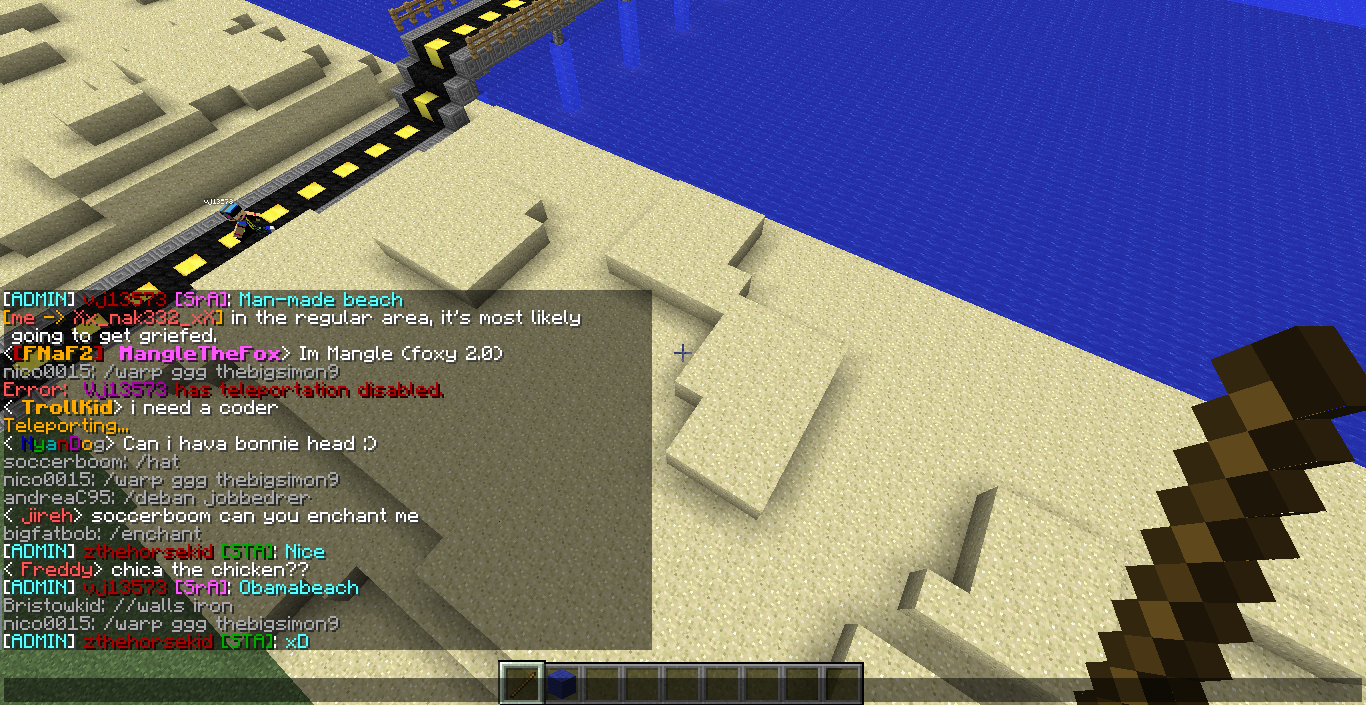 vj13573
[ADMIN] vj13573 [SrA]: Man-made beach
[me -> Xx_nak332_xX] in the regular area, it's most likely
going to get griefed.
<[FNaF2] MangleTheFox> Im Mangle (foxy 2.0)
nico0015: /warp ggg thebigsimon9
Error: Vj13573 has teleportation disabled.
< TrollKid> i need a coder
Teleporting...
< NyanDog> Can i hava bonnie head :)
soccerboom: /hat
nico0015: /warp ggg thebigsimon9
andreaC95: /deban jobbedrer
< jireh> soccerboom can you enchant me
bigfatbob: /enchant
[ADMIN] zthehorsekid [STA]: Nice
< Freddy> chica the chicken??
[ADMIN] vj13573 [SrA]: Obamabeach
Bristowkid: //walls iron
nico0015: /warp ggg thebigsimon9
[ADMIN] zthehorsekid [STA]: xD